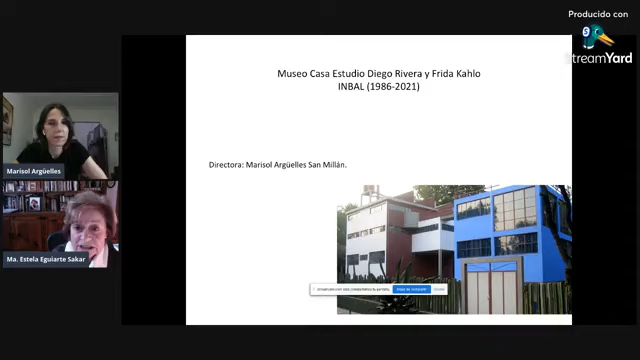 Producido con
StreamYard
Museo Casa Estudio Diego Rivera y Frida Kahlo
INBAL (1986-2021)
Directora: Marisol Argüelles San Millán.
Marisol Argüelles
Ma. Estela Eguiarte Sakar